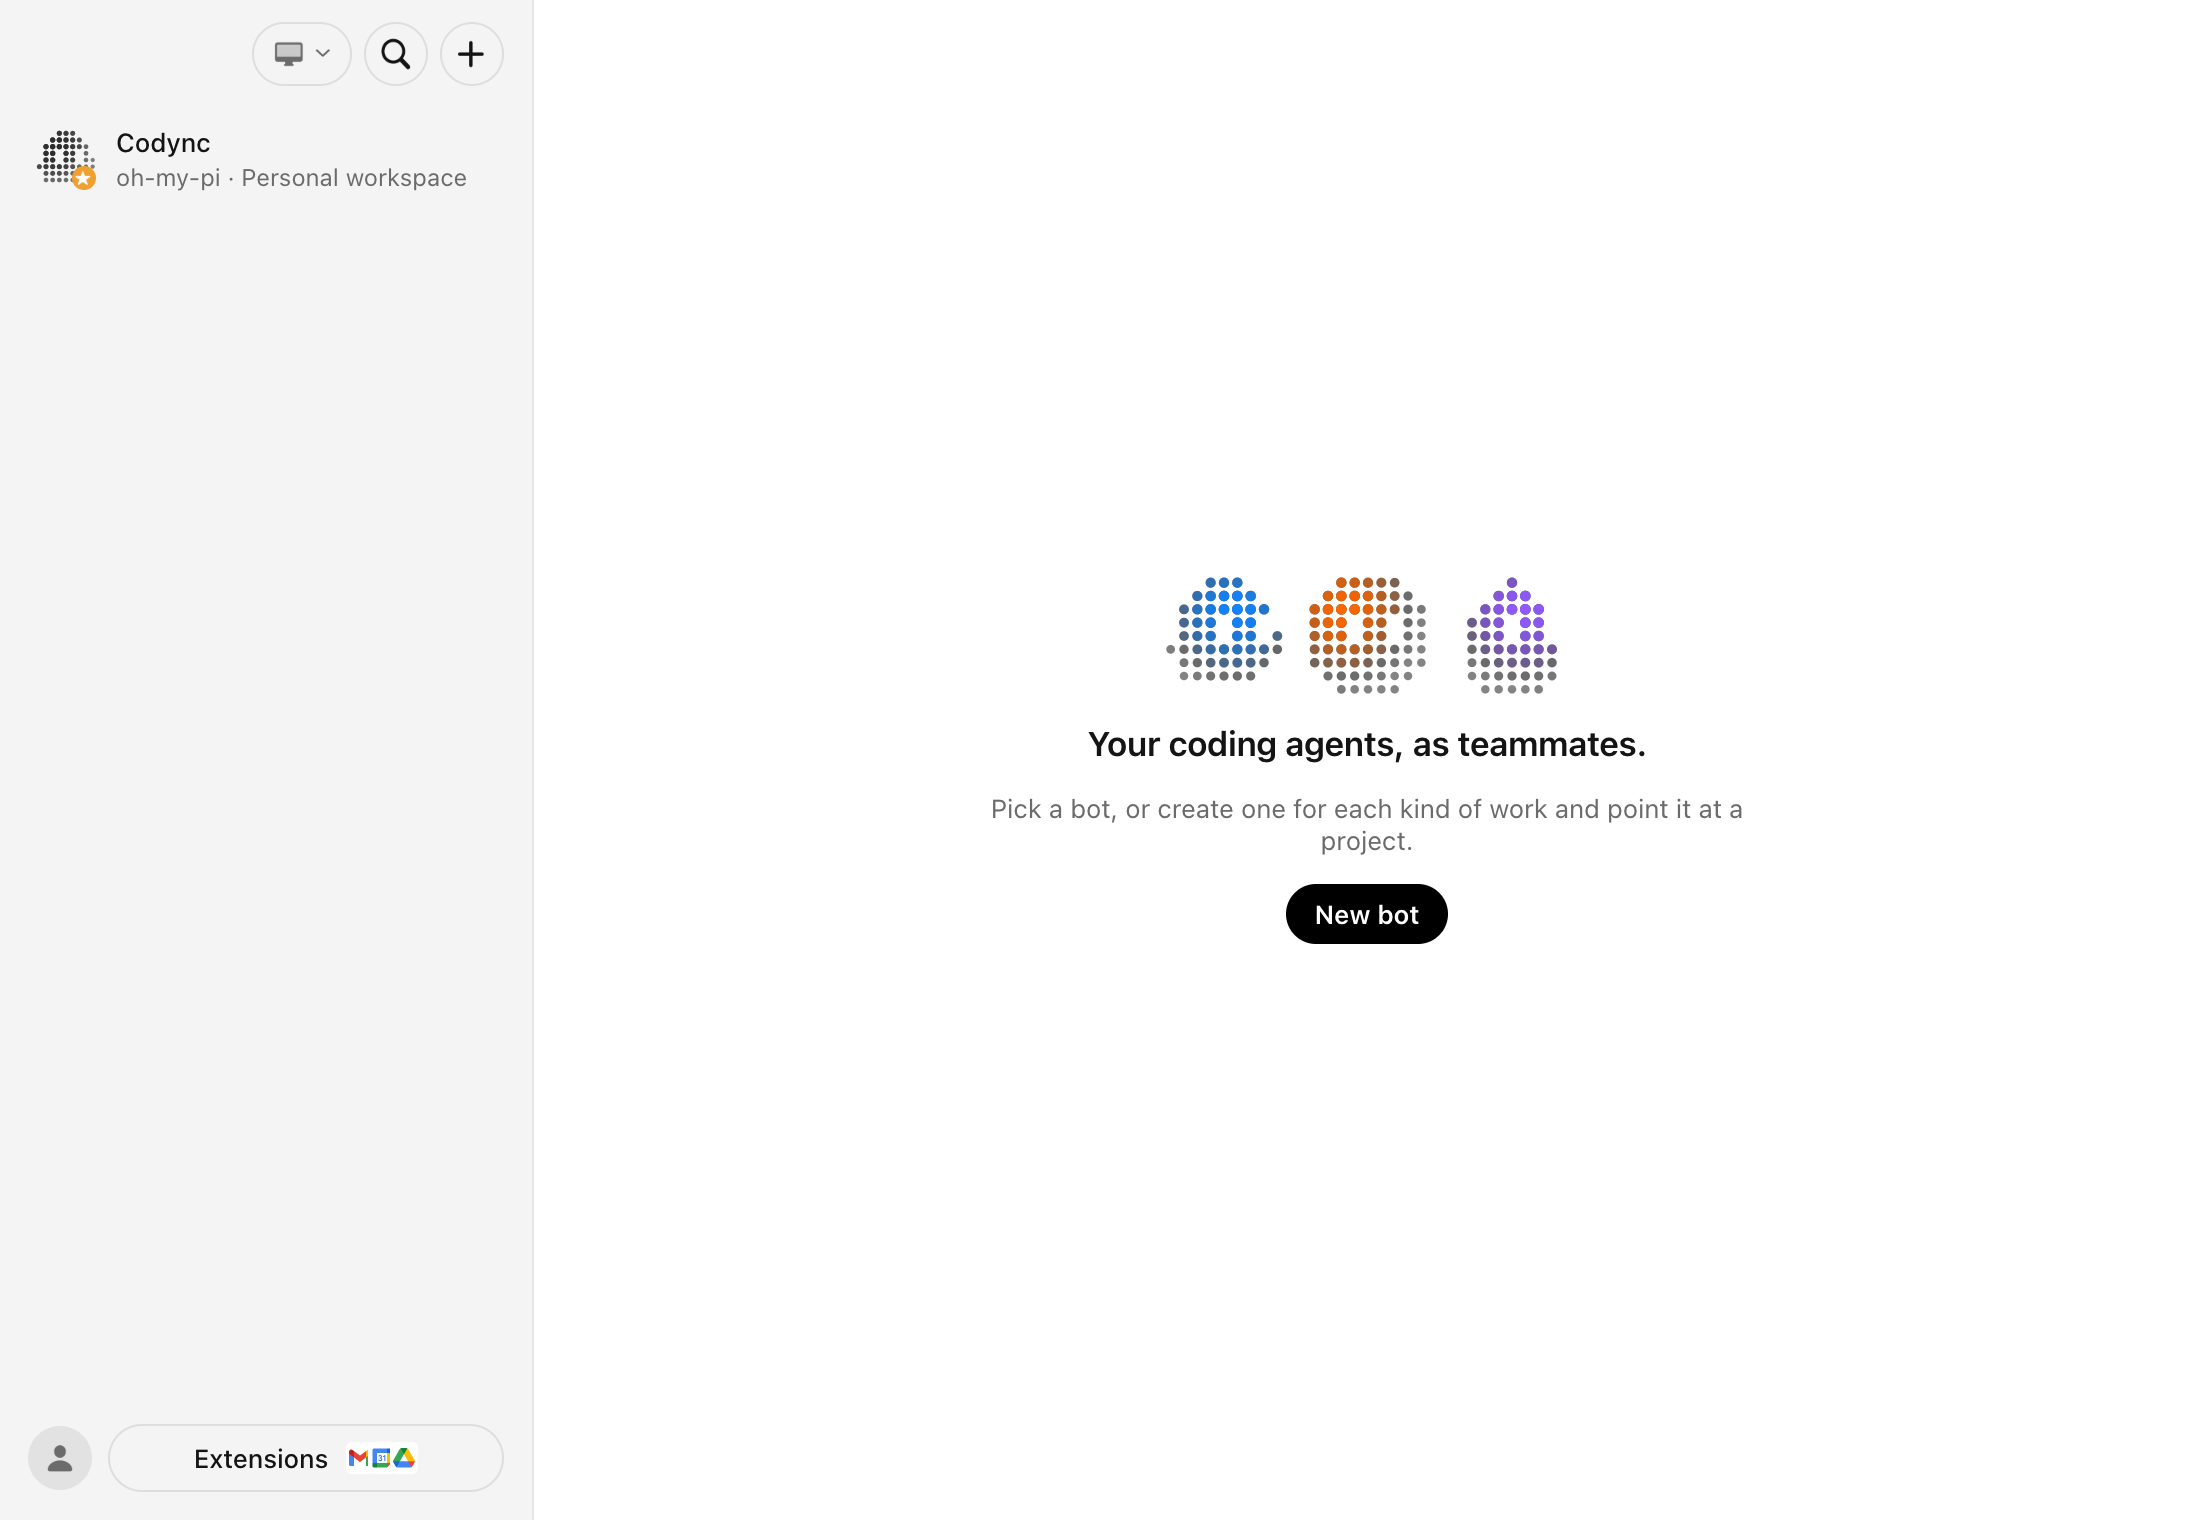 Codync
oh-my-pi · Personal workspace
Your coding agents, as teammates.
Pick a bot, or create one for each kind of work and point it at a
project.
New bot
Extensions
31